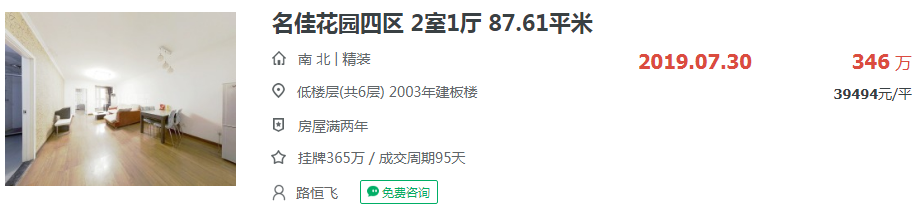 名佳花园四区 2室1厅 87.61平米
南 北 | 精装
2019.07.30
346 万
低楼层(共6层) 2003年建板楼
39494元/平
房屋满两年
挂牌365万 / 成交周期95天
路恒飞
免费咨询